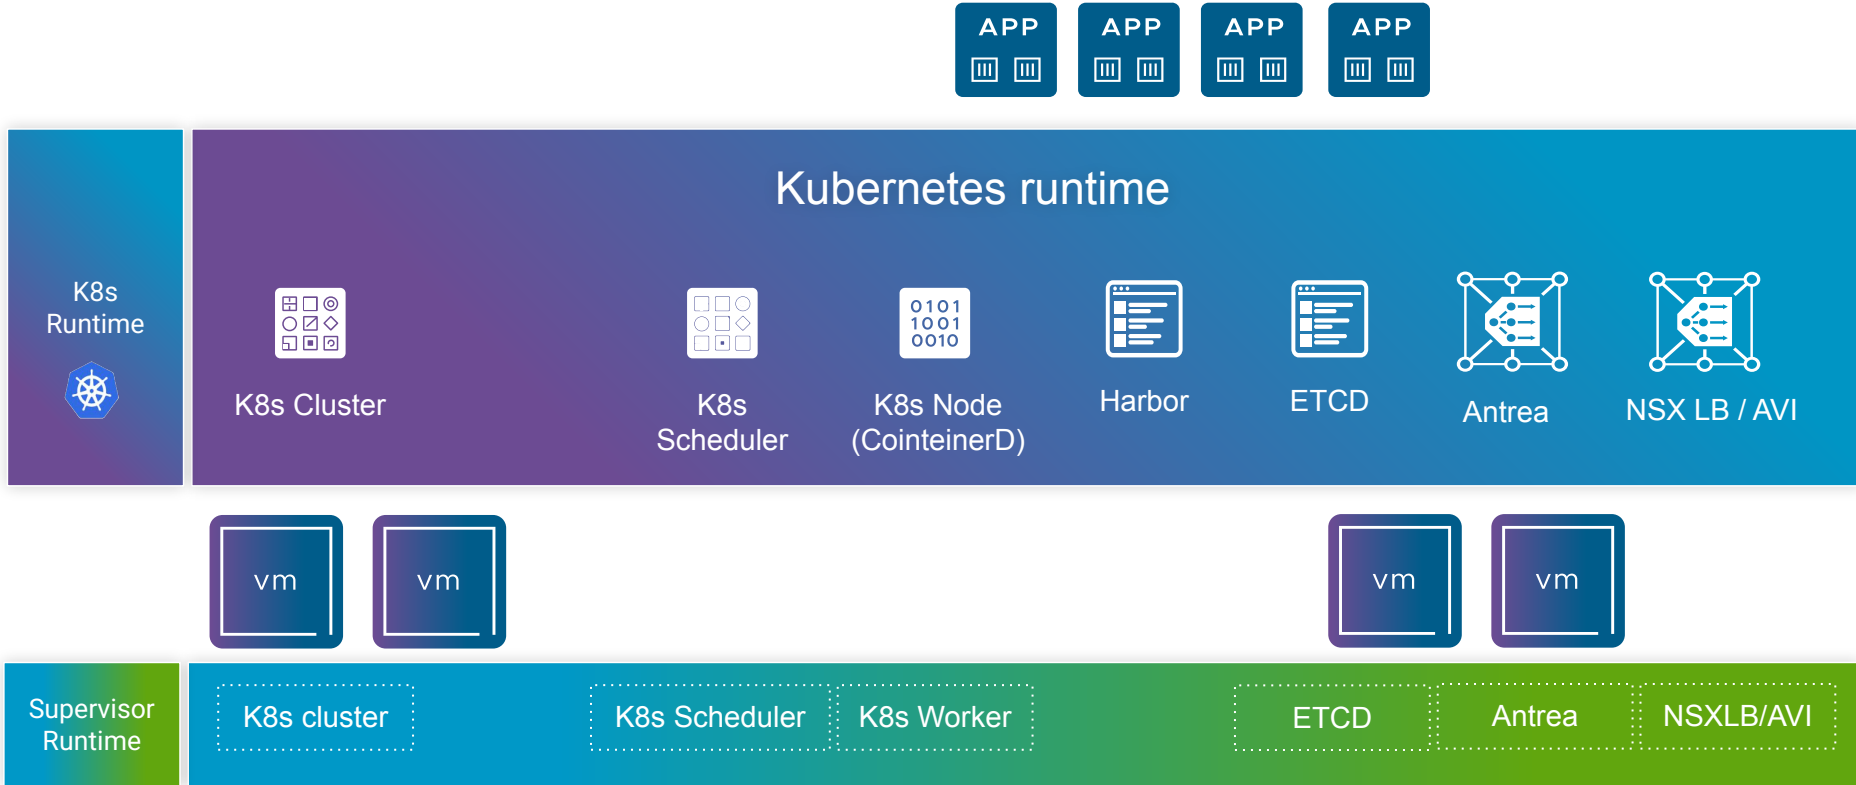 APP
APP
APP
APP
Kubernetes runtime
K8s
Runtime
K8s Cluster
K8s
Scheduler
0101
1001
0010
K8s Node
(CointeinerD)
Harbor
ETCD
Antrea
NSX LB / AVI
vm
vm
vm
vm
Supervisor
Runtime
K8s cluster
K8s Scheduler
K8s Worker
ETCD
Antrea
NSXLB/AVI